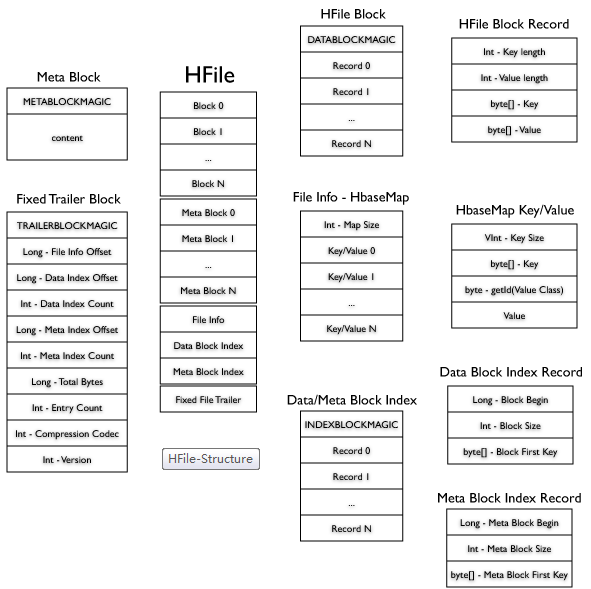 Meta Block
METABLOCKMAGIC
content
Fixed Trailer Block
TRAILERBLOCKMAGIC
Long - File Info Offset
Long - Data Index Offset
Int - Data Index Count
Long - Meta Index Offset
Int - Meta Index Count
Long - Total Bytes
Int - Entry Count
Int - Compression Codec
Int - Version
HFile
Block 0
Block 1
...
Block N
Meta Block 0
Meta Block 1
...
Meta Block N
File Info
Data Block Index
Meta Block Index
Fixed File Trailer
HFile-Structure
HFile Block
DATABLOCKMAGIC
Record 0
Record 1
...
Record N
File Info - HbaseMap
Int - Map Size
Key/Value 0
Key/Value 1
...
Key/Value N
Data/Meta Block Index
INDEXBLOCKMAGIC
Record 0
Record 1
...
Record N
HFile Block Record
Int - Key length
Int - Value length
byte[] - Key
byte[] - Value
HbaseMap Key/Value
VInt - Key Size
byte[] - Key
byte - getId(Value Class)
Value
Data Block Index Record
Long - Block Begin
Int - Block Size
byte[] - Block First Key
Meta Block Index Record
Long - Meta Block Begin
Int - Meta Block Size
byte[] - Meta Block First Key